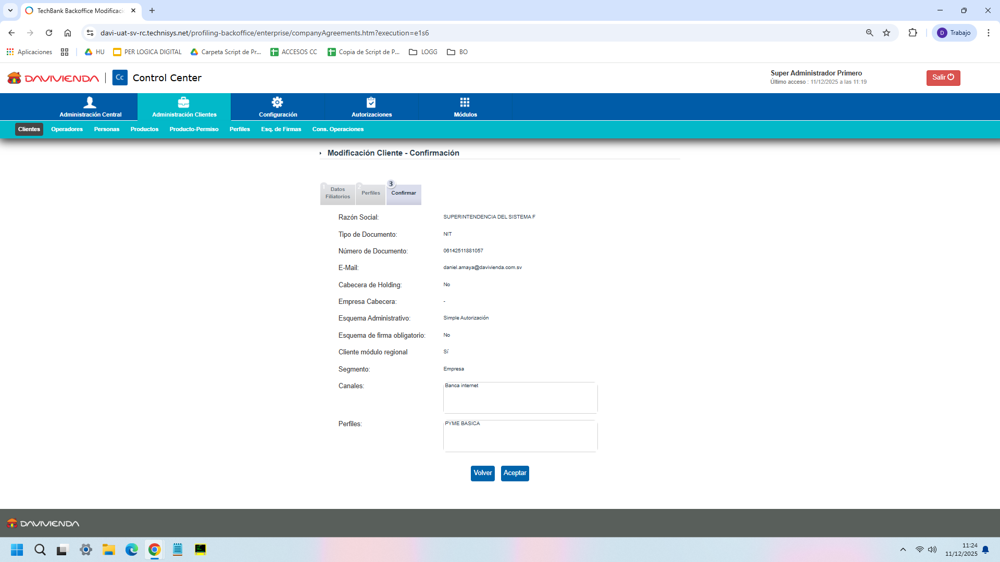 TechBank Backoffice Modificaci
davi-uat-sv-rc.technisys.net/profiling-backoffice/enterprise/companyAgreements.htm?execution=e1s6
D Trabajo
Aplicaciones
HU
PER LOGICA DIGITAL
Carpeta Script de Pr...
ACCESOS CC
Copia de Script de P...
LOGG
BO
DAVIVIENDA
Cc
Control Center
Super Administrador Primero
Último acceso : 11/12/2025 a las 11:19
Salir
Administración Central
Administración Clientes
Configuración
Autorizaciones
Módulos
Clientes
Operadores
Personas
Productos
Producto-Permiso
Perfiles
Esq. de Firmas
Cons. Operaciones
Modificación Cliente - Confirmación
1 Datos Filiatorios
2 Perfiles
3 Confirmar
Razón Social: SUPERINTENDENCIA DEL SISTEMA F
Tipo de Documento: NIT
Número de Documento: 06142511881057
E-Mail: daniel.amaya@davivienda.com.sv
Cabecera de Holding: No
Empresa Cabecera: -
Esquema Administrativo: Simple Autorización
Esquema de firma obligatorio: No
Cliente módulo regional Sí
Segmento: Empresa
Canales: Banca internet
Perfiles: PYME BASICA
Volver
Aceptar
DAVIVIENDA
11:24
11/12/2025